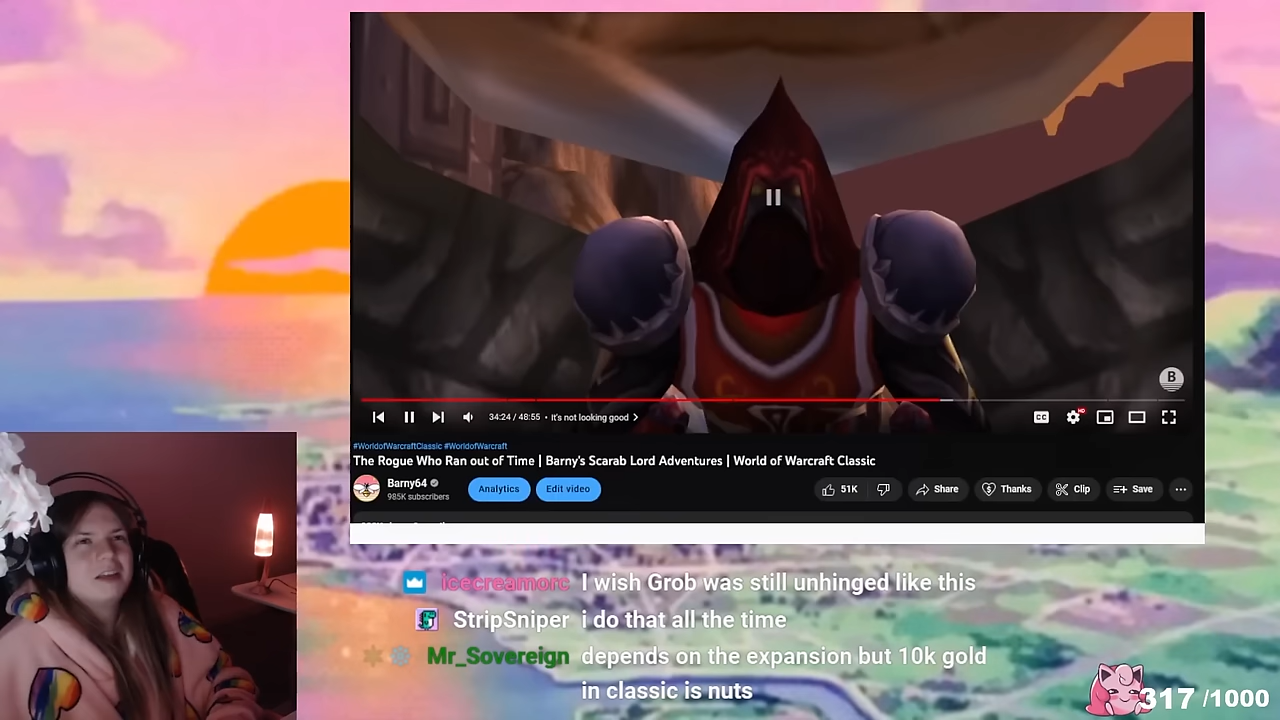 B
34:24 / 48:55 • It's not looking good >
CC
HD
#WorldofWarcraftClassic #WorldofWarcraft
The Rogue Who Ran out of Time | Barny's Scarab Lord Adventures | World of Warcraft Classic
Barny64
985K subscribers
Analytics
Edit video
51K
Share
Thanks
Clip
Save
icecreamorc I wish Grob was still unhinged like this
StripSniper i do that all the time
Mr_Sovereign depends on the expansion but 10k gold
in classic is nuts
317 /1000